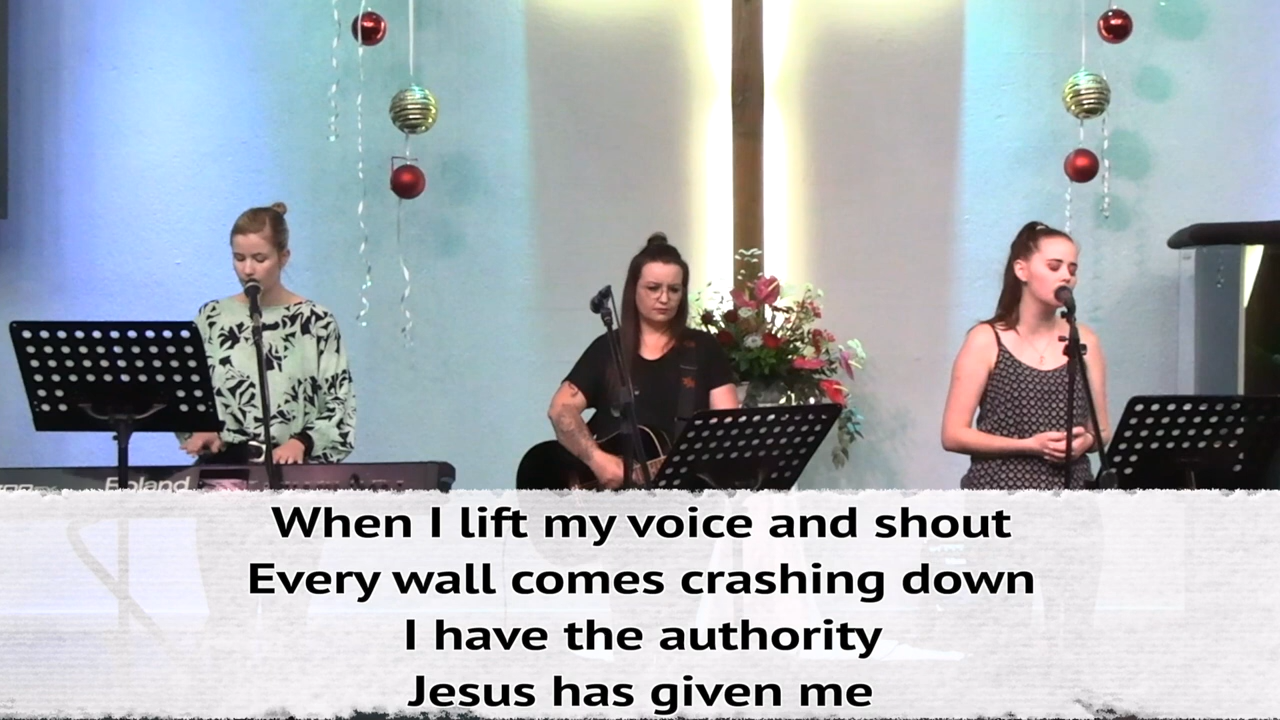 Roland
When I lift my voice and shout
Every wall comes crashing down
I have the authority
Jesus has given me